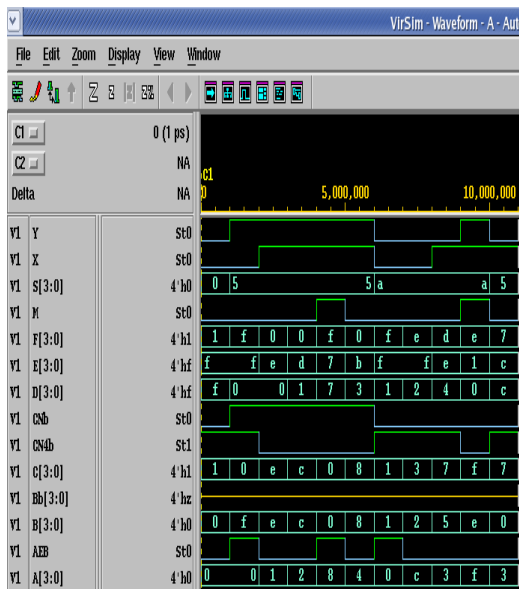 VirSim - Waveform - A - Aut
File Edit Zoom Display View Window
C1 0 (1 ps)
C2 NA
Delta NA
C1
0 5,000,000 10,000,000
v1 Y St0
v1 X St0
v1 S[3:0] 4'h0 0 5 5 a a 5
v1 M St0
v1 F[3:0] 4'h1 1 f 0 0 f 0 f e d e 7
v1 E[3:0] 4'hf f f e d 7 b f f e 1 c
v1 D[3:0] 4'hf f 0 0 1 7 3 1 2 4 0 c
v1 CNb St0
v1 CN4b St1
v1 C[3:0] 4'h1 1 0 e c 0 8 1 3 7 f 7
v1 Bb[3:0] 4'hz
v1 B[3:0] 4'h0 0 f e c 0 8 1 2 5 e 0
v1 AEB St0
v1 A[3:0] 4'h0 0 0 1 2 8 4 0 c 3 f 3